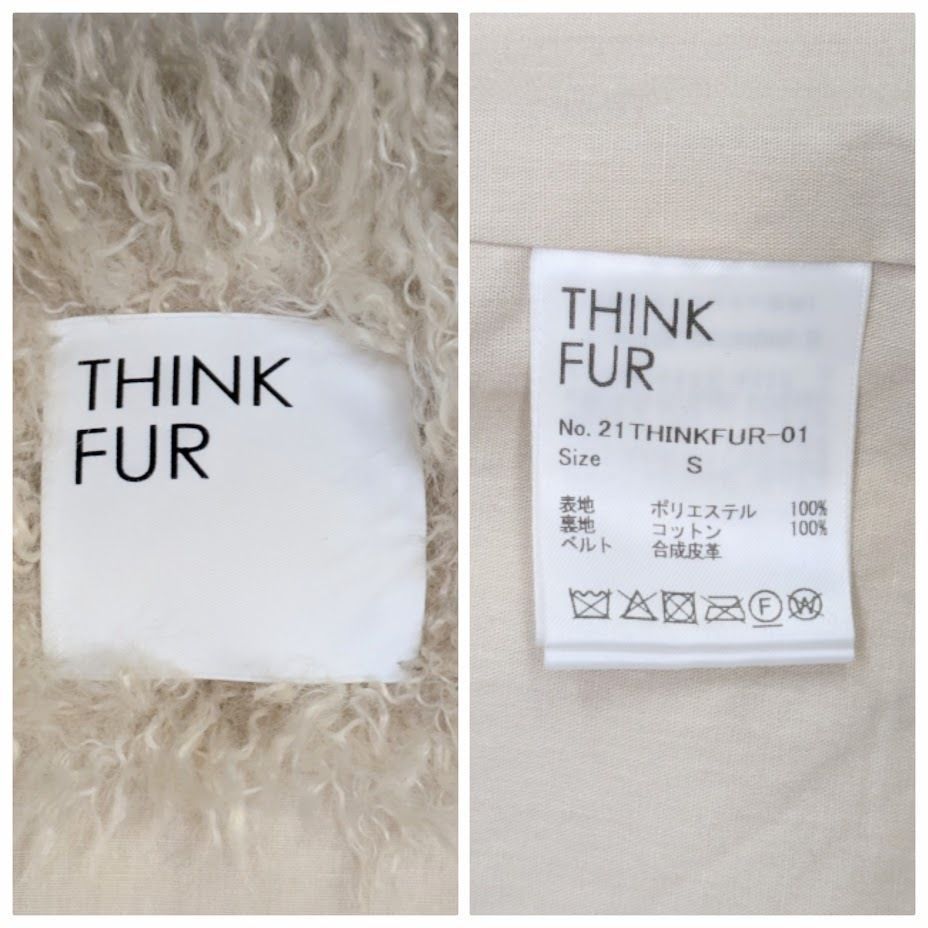 THINK
FUR
THINK
FUR
No. 21THINKFUR-01
Size S
表地 ポリエステル 100%
裏地 コットン 100%
ベルト 合成皮革
F
W